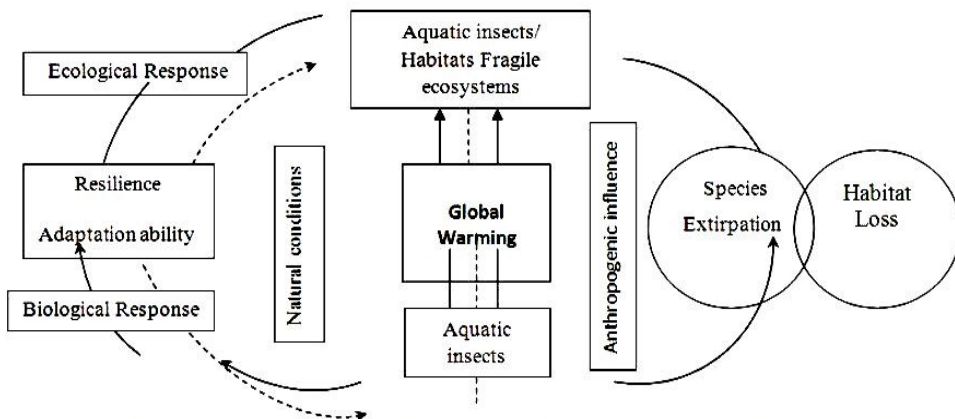 Aquatic insects/
Habitats Fragile
ecosystems
Ecological Response
Resilience
Adaptation ability
Biological Response
Natural conditions
Global
Warming
Aquatic
insects
Anthropogenic influence
Species
Extirpation
Habitat
Loss